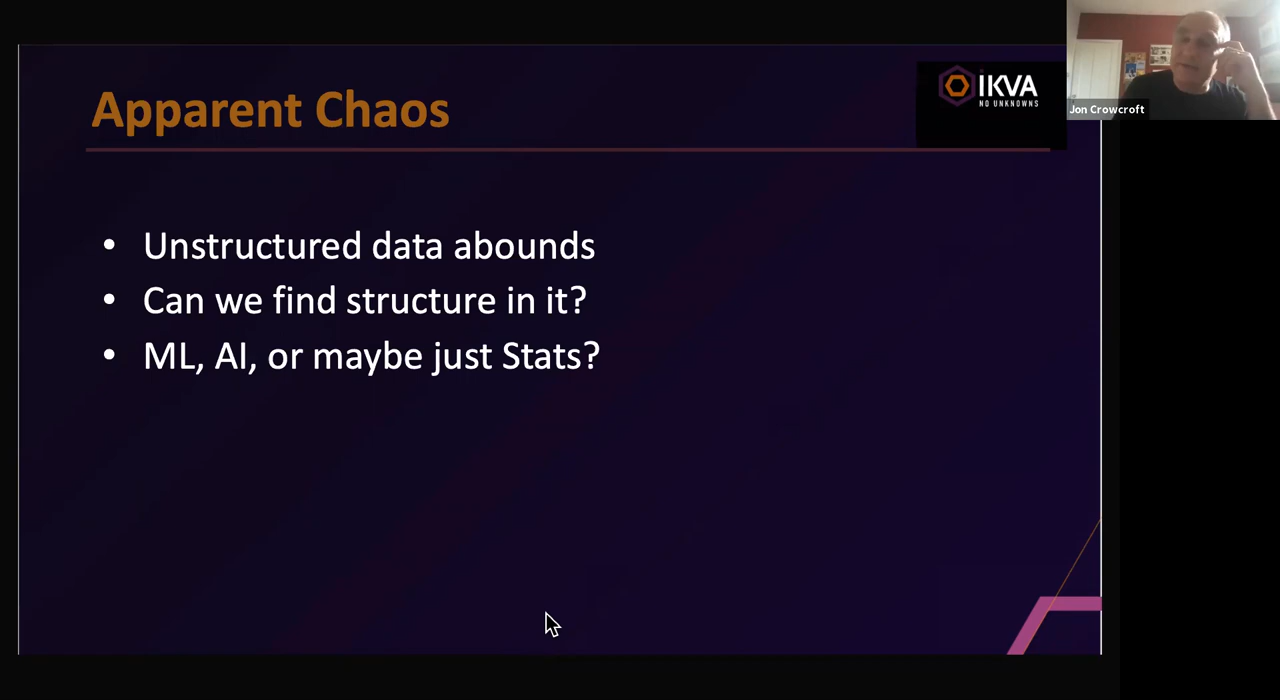 Apparent Chaos
IKVA
NO UNKNOWNS
Jon Crowcroft
• Unstructured data abounds
• Can we find structure in it?
• ML, AI, or maybe just Stats?